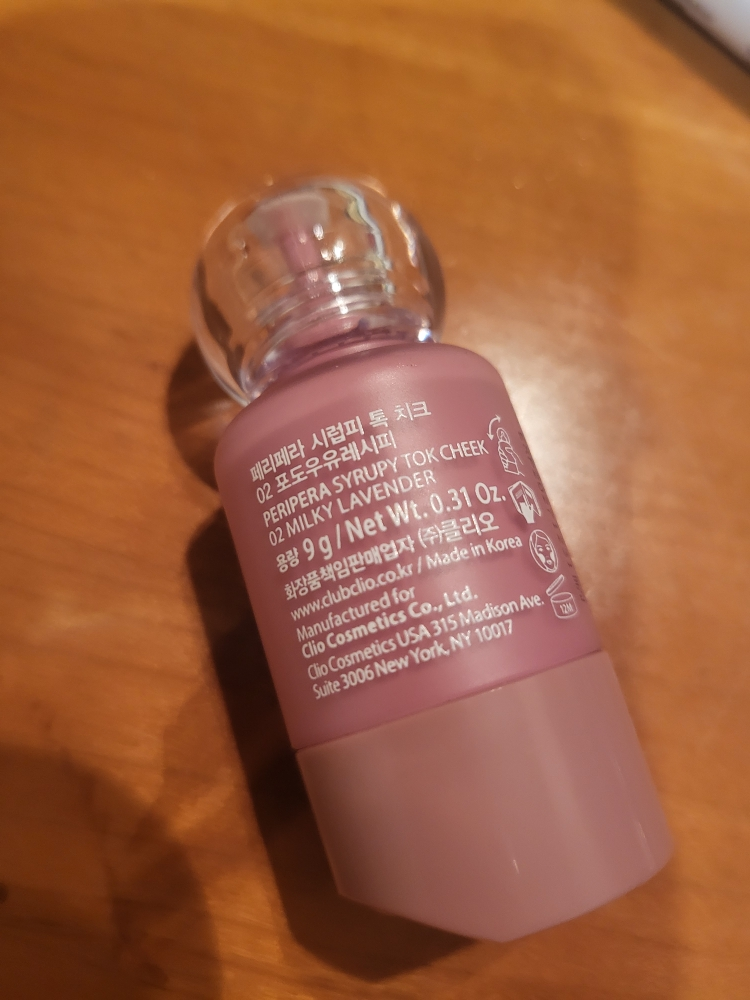 페리페라 시럽피 톡 치크
02 포도우유레시피
PERIPERA SYRUPY TOK CHEEK
02 MILKY LAVENDER
용량 9 g / Net Wt. 0.31 Oz.
화장품책임판매업자 (주)클리오
www.clubclio.co.kr / Made in Korea
Manufactured for
Clio Cosmetics Co., Ltd.
Clio Cosmetics USA 315 Madison Ave.
Suite 3006 New York, NY 10017
12M